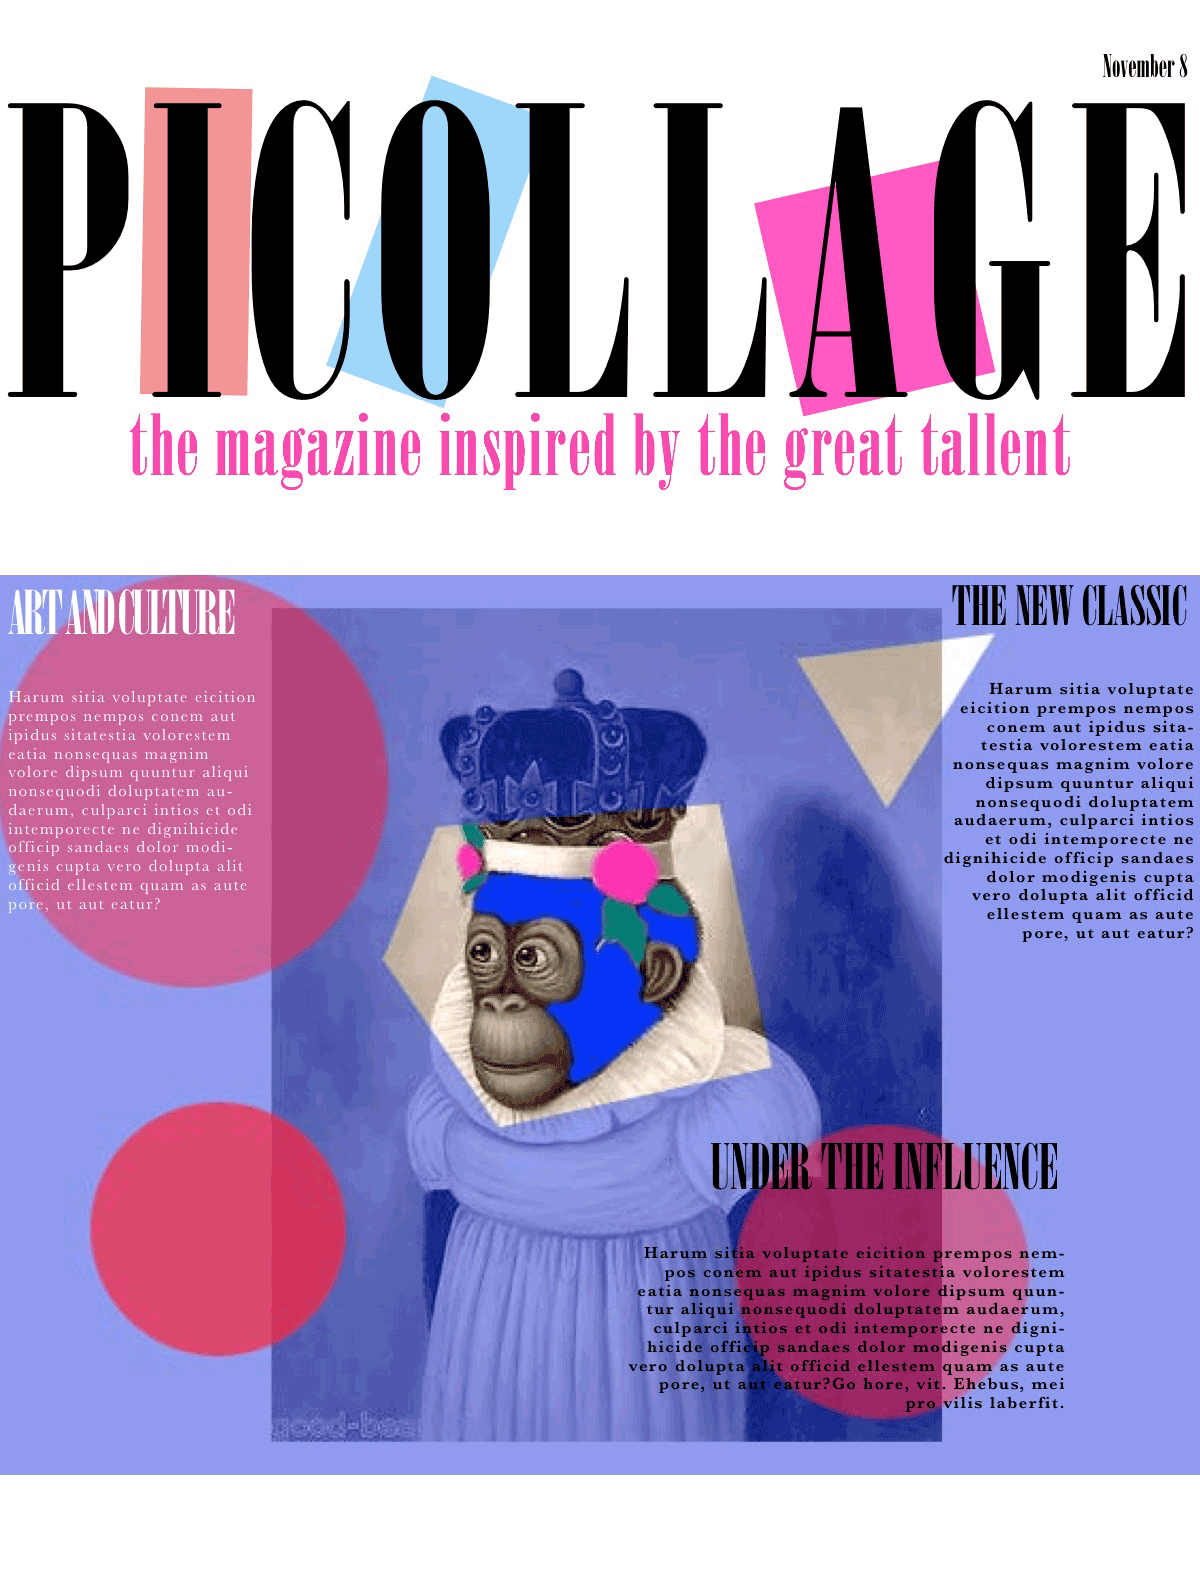 November 8
PICOLLAGE
the magazine inspired by the great tallent
ART AND CULTURE
Harum sitia voluptate eicition
prempos nempos conem aut
ipidus sitatestia volorestem
eatia nonsequas magnim
volore dipsum quuntur aliqui
nonsequodi doluptatem au-
daerum, culparci intios et odi
intemporecte ne dignihicide
officip sandaes dolor modi-
genis cupta vero dolupta alit
officid ellestem quam as aute
pore, ut aut eatur?
THE NEW CLASSIC
Harum sitia voluptate
eicition prempos nempos
conem aut ipidus sita-
testia volorestem eatia
nonsequas magnim volore
dipsum quuntur aliqui
nonsequodi doluptatem
audaerum, culparci intios
et odi intemporecte ne
dignihicide officip sandaes
dolor modigenis cupta
vero dolupta alit officid
ellestem quam as aute
pore, ut aut eatur?
UNDER THE INFLUENCE
Harum sitia voluptate eicition prempos nem-
pos conem aut ipidus sitatestia volorestem
eatia nonsequas magnim volore dipsum quun-
tur aliqui nonsequodi doluptatem audaerum,
culparci intios et odi intemporecte ne digni-
hicide officip sandaes dolor modigenis cupta
vero dolupta alit officid ellestem quam as aute
pore, ut aut eatur?Go hore, vit. Ehebus, mei
pro vilis laberfit.